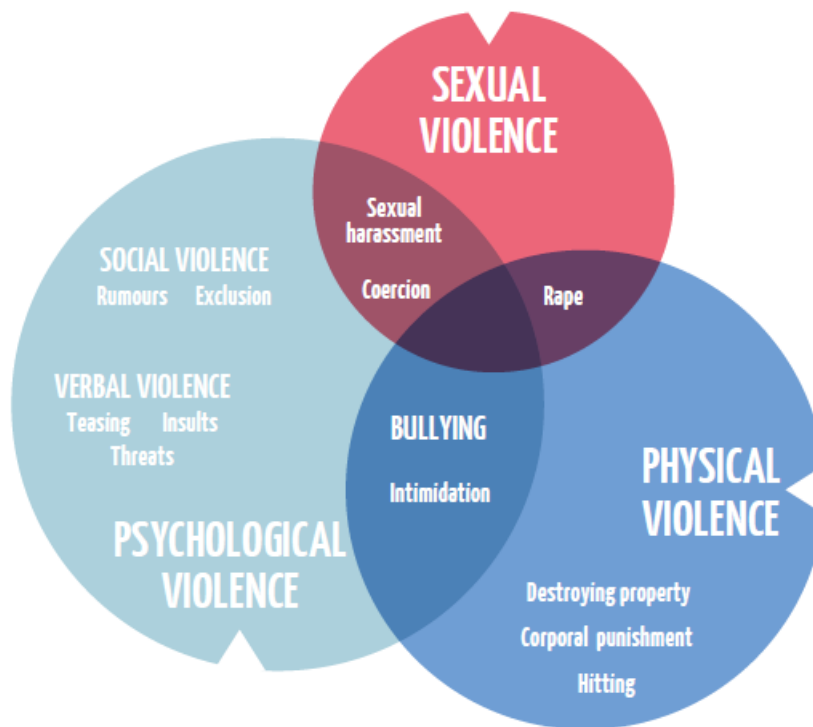 SEXUAL
VIOLENCE
Sexual
harassment
Coercion
Rape
SOCIAL VIOLENCE
Rumours Exclusion
VERBAL VIOLENCE
Teasing Insults
Threats
PSYCHOLOGICAL
VIOLENCE
BULLYING
Intimidation
PHYSICAL
VIOLENCE
Destroying property
Corporal punishment
Hitting